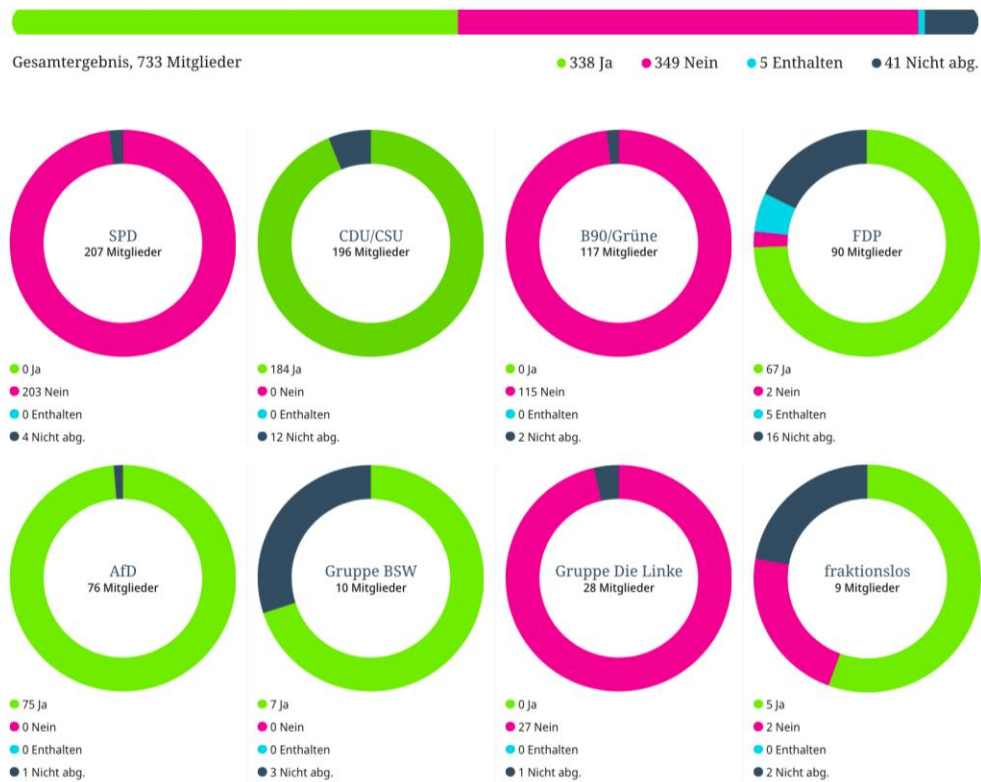 Gesamtergebnis, 733 Mitglieder
338 Ja
349 Nein
5 Enthalten
41 Nicht abg.
SPD
207 Mitglieder
0 Ja
203 Nein
0 Enthalten
4 Nicht abg.
CDU/CSU
196 Mitglieder
184 Ja
0 Nein
0 Enthalten
12 Nicht abg.
B90/Grüne
117 Mitglieder
0 Ja
115 Nein
0 Enthalten
2 Nicht abg.
FDP
90 Mitglieder
67 Ja
2 Nein
5 Enthalten
16 Nicht abg.
AfD
76 Mitglieder
75 Ja
0 Nein
0 Enthalten
1 Nicht abg.
Gruppe BSW
10 Mitglieder
7 Ja
0 Nein
0 Enthalten
3 Nicht abg.
Gruppe Die Linke
28 Mitglieder
0 Ja
27 Nein
0 Enthalten
1 Nicht abg.
fraktionslos
9 Mitglieder
5 Ja
2 Nein
0 Enthalten
2 Nicht abg.